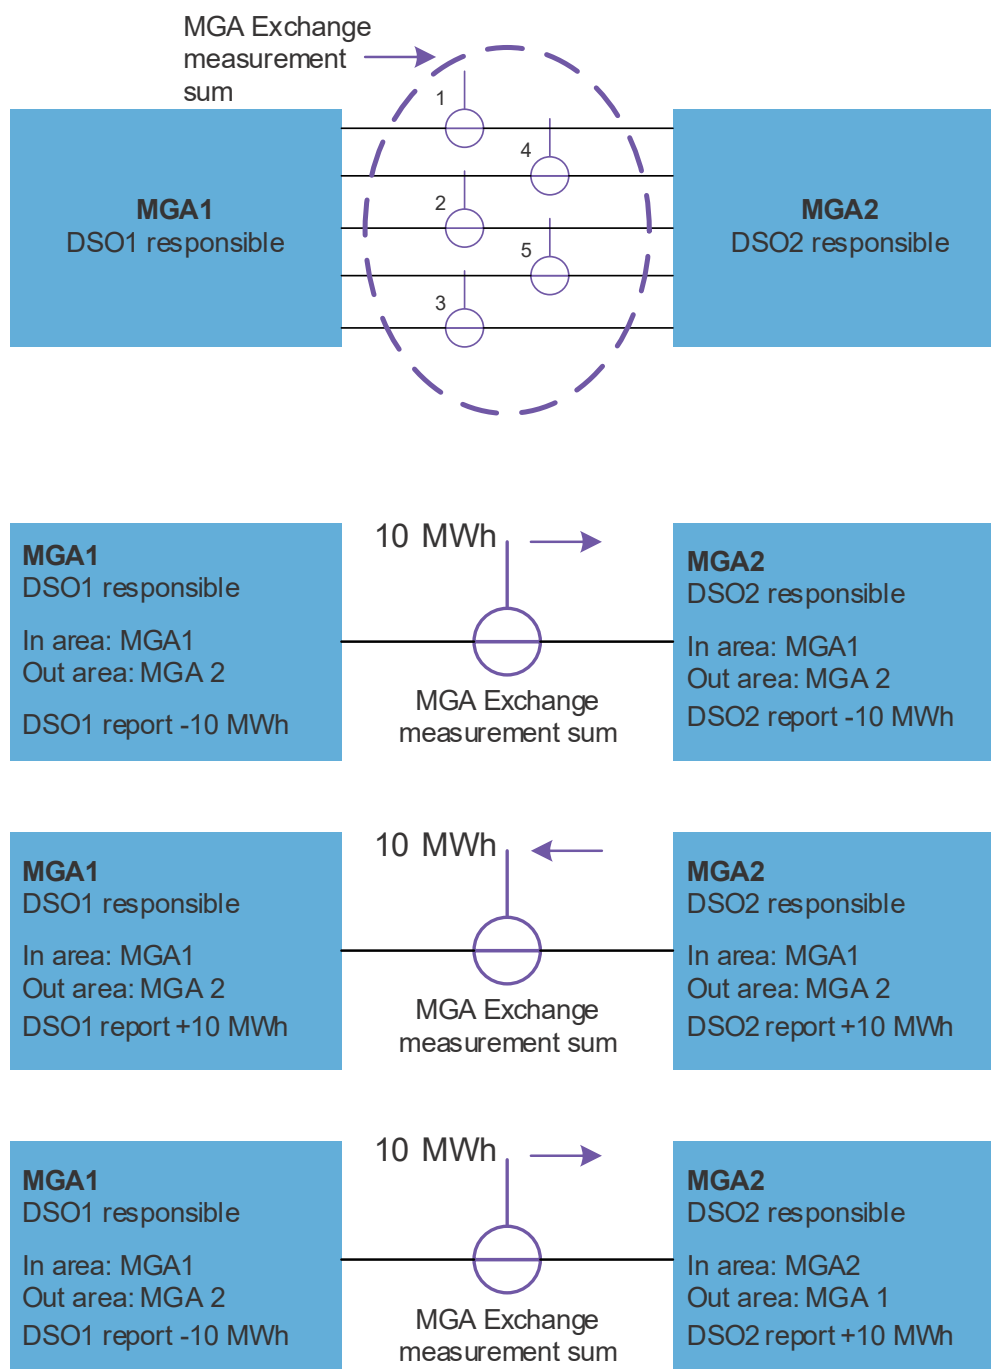 MGA Exchange
measurement
sum
1
4
2
5
3
MGA1
DSO1 responsible
MGA2
DSO2 responsible
10 MWh
MGA1
DSO1 responsible
In area: MGA1
Out area: MGA 2
DSO1 report -10 MWh
MGA Exchange
measurement sum
MGA2
DSO2 responsible
In area: MGA1
Out area: MGA 2
DSO2 report -10 MWh
10 MWh
MGA1
DSO1 responsible
In area: MGA1
Out area: MGA 2
DSO1 report +10 MWh
MGA Exchange
measurement sum
MGA2
DSO2 responsible
In area: MGA1
Out area: MGA 2
DSO2 report +10 MWh
10 MWh
MGA1
DSO1 responsible
In area: MGA1
Out area: MGA 2
DSO1 report -10 MWh
MGA Exchange
measurement sum
MGA2
DSO2 responsible
In area: MGA2
Out area: MGA 1
DSO2 report +10 MWh